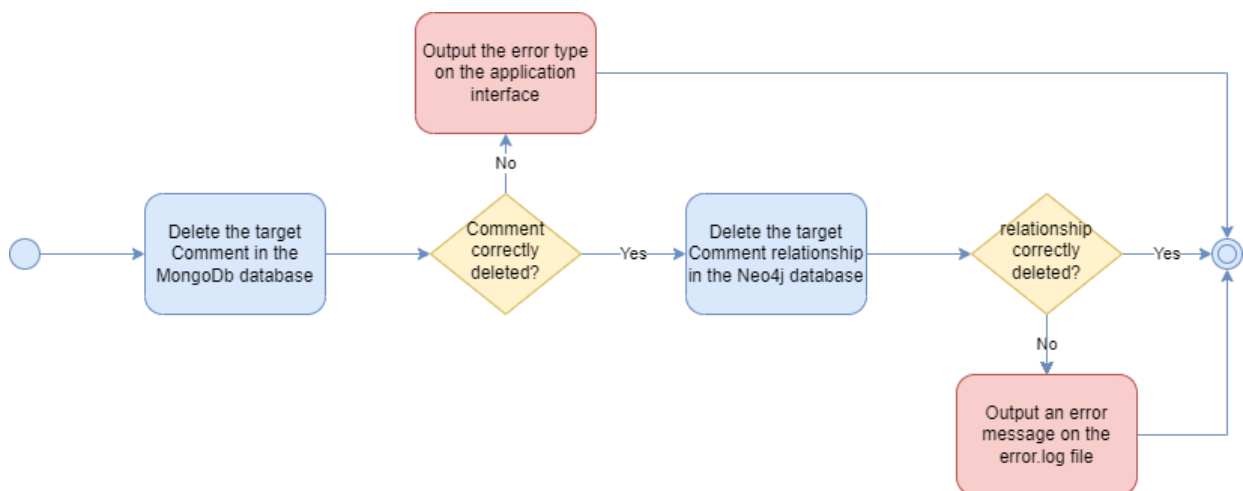 Output the error type
on the application
interface
No
Delete the target
Comment in the
MongoDb database
Comment
correctly
deleted?
Yes
Delete the target
Comment relationship
in the Neo4j database
relationship
correctly
deleted?
Yes
No
Output an error
message on the
error.log file